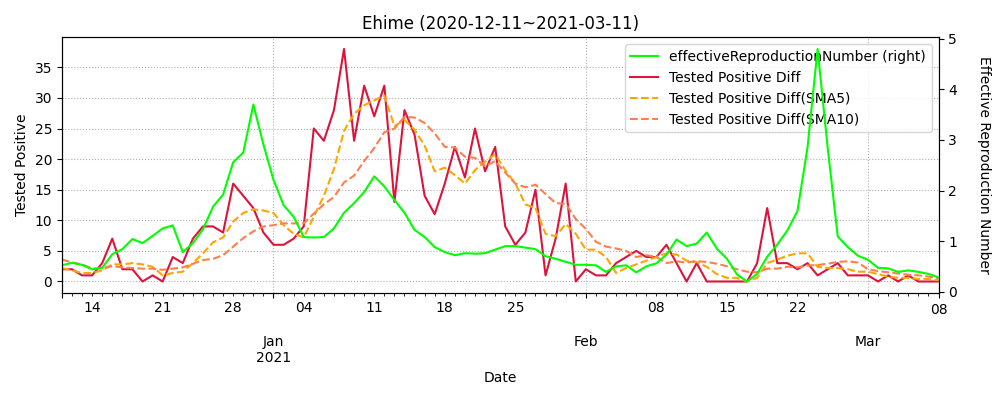 Ehime (2020-12-11~2021-03-11)
effectiveReproductionNumber (right)
Tested Positive Diff
Tested Positive Diff(SMA5)
Tested Positive Diff(SMA10)
Tested Positive
35
30
25
20
15
10
5
0
Effective Reproduction Number
5
4
3
2
1
0
14 21 28 04 11 18 25 08 15 22 08
Jan Feb Mar
2021
Date